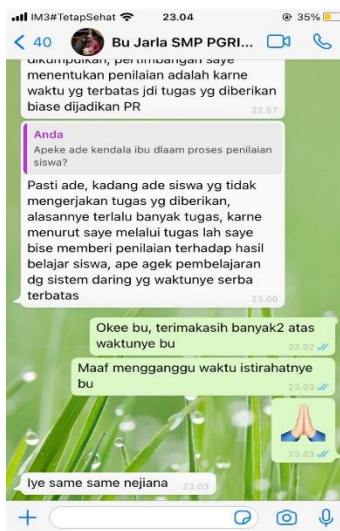 IM3#TetapSehat 23.04 35%
40 Bu Jarla SMP PGRI...
dikumpulkan, pertimbangan saye
menentukan penilaian adalah karne
waktu yg terbatas jdi tugas yg diberikan
biase dijadikan PR
22.57
Anda
Apeke ade kendala ibu dlaam proses penilaian
siswa?
Pasti ade, kadang ade siswa yg tidak
mengerjakan tugas yg diberikan,
alasannye terlalu banyak tugas, karne
menurut saye melalui tugas lah saye
bise memberi penilaian terhadap hasil
belajar siswa, ape agek pembelajaran
dg sistem daring yg waktunye serba
terbatas
23.00
Okee bu, terimakasih banyak2 atas
waktunye bu
23.02
Maaf mengganggu waktu istirahatnye
bu
23.03
23.03
Iye same same nejiana 23.03